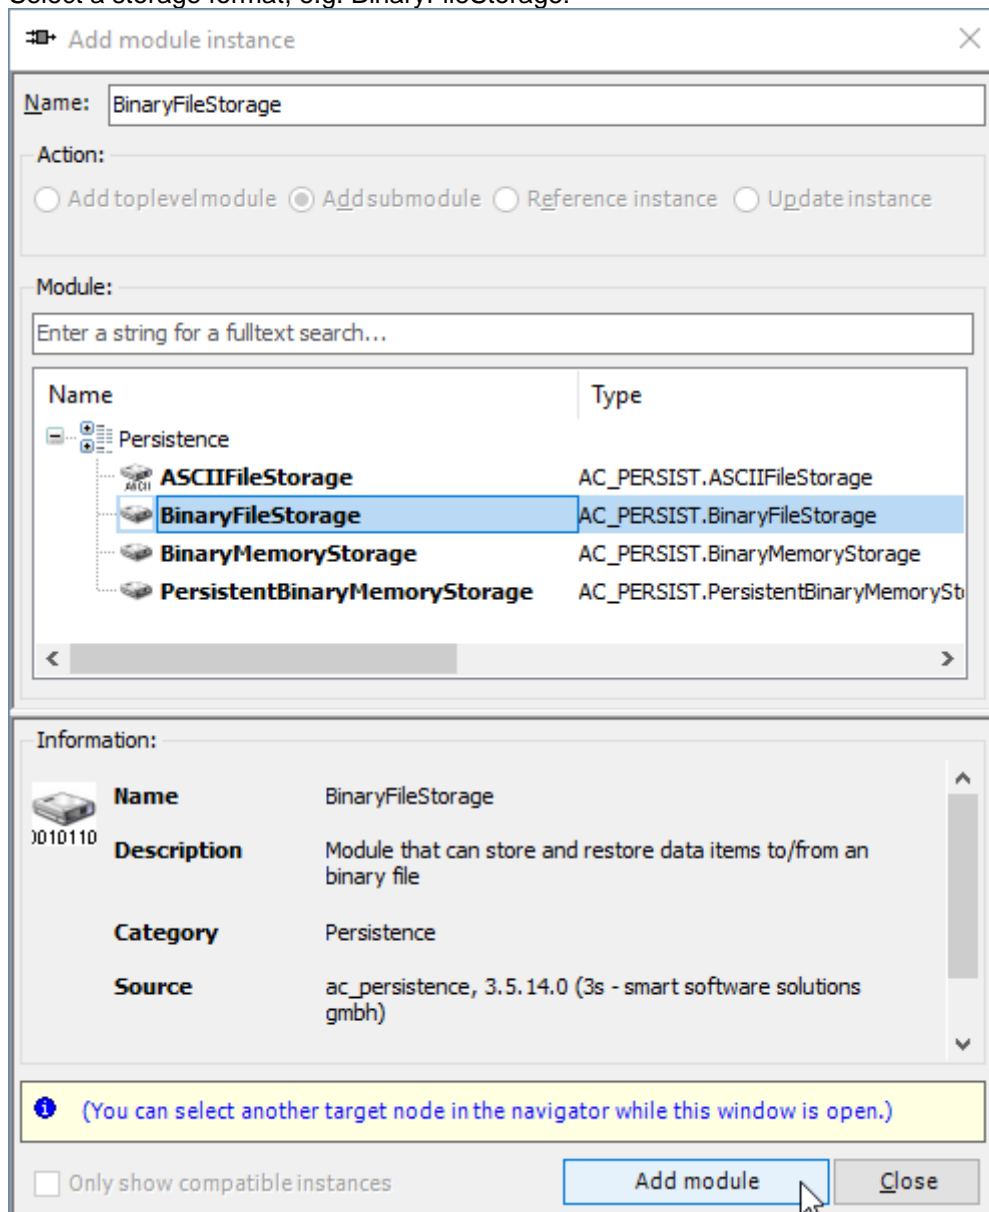 Select a storage format, e.g. BinaryFileStorage.
Add module instance
Name: BinaryFileStorage
Action:
Add toplevel module Add submodule Reference instance Update instance
Module:
Enter a string for a fulltext search...
Name Type
Persistence
ASCII ASCIIFileStorage AC_PERSIST.ASCIIFileStorage
BinaryFileStorage AC_PERSIST.BinaryFileStorage
BinaryMemoryStorage AC_PERSIST.BinaryMemoryStorage
PersistentBinaryMemoryStorage AC_PERSIST.PersistentBinaryMemorySt
Information:
Name BinaryFileStorage
0010110
Description Module that can store and restore data items to/from an
binary file
Category Persistence
Source ac_persistence, 3.5.14.0 (3s - smart software solutions
gmbh)
(You can select another target node in the navigator while this window is open.)
Only show compatible instances Add module Close